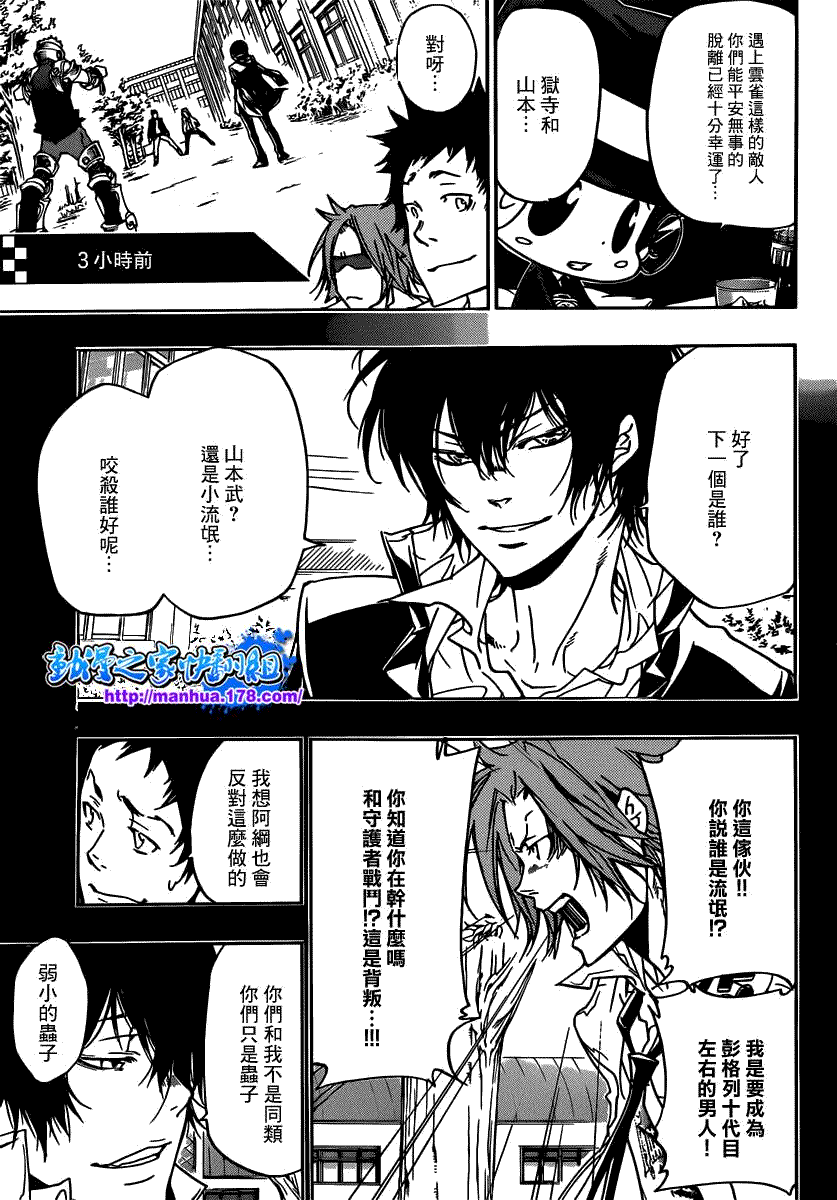 遇上雲雀這樣的敵人
你們能平安無事的
脫離已經十分幸運了…
獄寺和
山本…
對呀…
3小時前
好了
下一個是誰?
山本武?
還是小流氓…
咬殺誰好呢…
動漫之家汉化組
http://manhua.178.com/
你這傢伙!!
你說誰是流氓!?
我是要成為
彭格列十代目
左右的男人!
你知道你在幹什麼嗎
和守護者戰鬥!?這是背叛…!!!
我想阿綱也會
反對這麼做的
你們和我不是同類
你們只是蟲子
弱小的蟲子